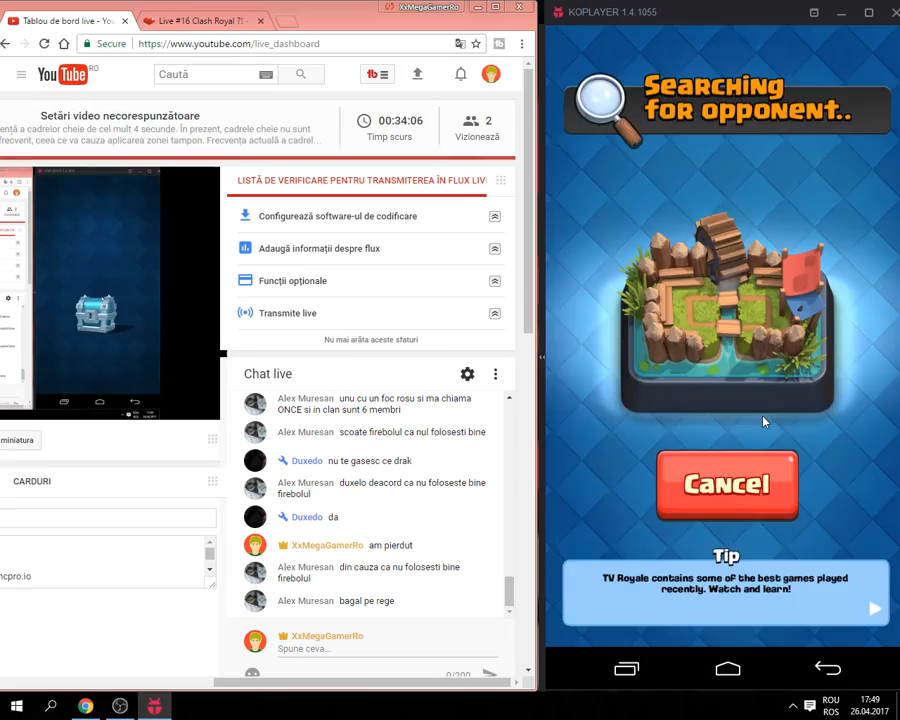 XxMegaGamerRo
Tablou de bord live - You
Live #16 Clash Royal ?! -
Secure
https://www.youtube.com/live_dashboard
YouTube RO
Caută
Setări video necorespunzătoare
ență a cadrelor cheie de cel mult 4 secunde. În prezent, cadrele cheie nu sunt
frecvent, ceea ce va cauza aplicarea zonei tampon. Frecvența actuală a cadrel...
00:34:06
Timp scurs
2
Vizionează
LISTĂ DE VERIFICARE PENTRU TRANSMITEREA ÎN FLUX LIV
Configurează software-ul de codificare
Adaugă informații despre flux
Funcții opționale
Transmite live
Nu mai arăta aceste sfaturi
miniatura
CARDURI
ncpro.io
Chat live
Alex Muresan unu cu un foc rosu si ma chiama
ONCE si in clan sunt 6 membri
Alex Muresan scoate firebolul ca nul folosesti bine
Duxedo nu te gasesc ce drak
Alex Muresan duxelo deacord ca nu foloseste bine
firebolul
Duxedo da
XxMegaGamerRo am pierdut
Alex Muresan din cauza ca nu folosesti bine
firebolul
Alex Muresan bagal pe rege
XxMegaGamerRo
Spune ceva...
0/200
KOPLAYER 1.4.1055
Searching
for opponent..
Cancel
Tip
TV Royale contains some of the best games played
recently. Watch and learn!
ROU
ROS
17:49
26.04.2017